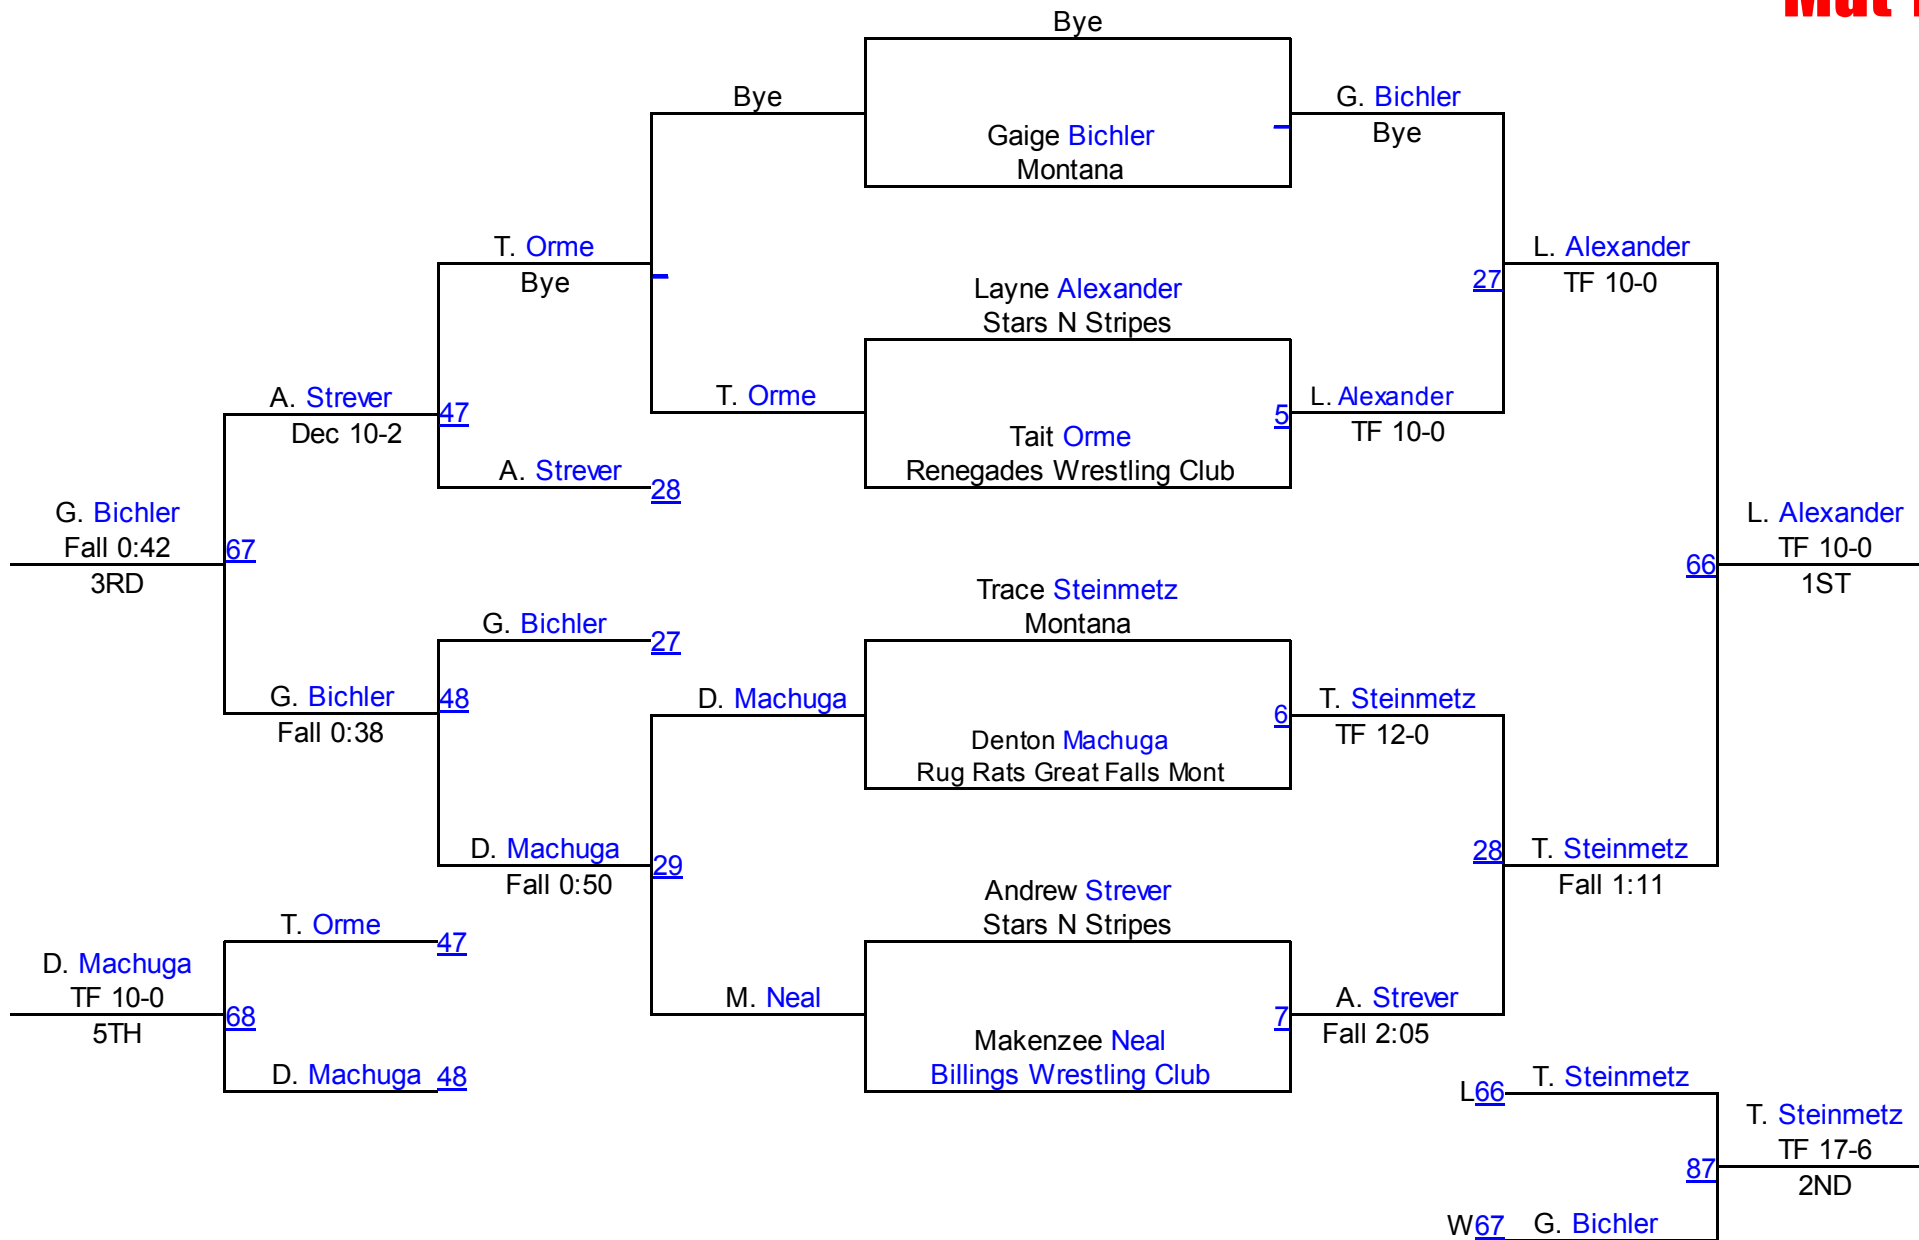 Mat
Bye
Bye
G. Bichler
Bye
Gaige Bichler
Montana
T. Orme
Bye
L. Alexander
TF 10-0
27
Layne Alexander
Stars N Stripes
A. Strever
Dec 10-2
47
T. Orme
5
L. Alexander
TF 10-0
Tait Orme
Renegades Wrestling Club
A. Strever
28
G. Bichler
Fall 0:42
3RD
67
L. Alexander
TF 10-0
1ST
66
Trace Steinmetz
Montana
G. Bichler
27
G. Bichler
Fall 0:38
48
D. Machuga
6
T. Steinmetz
TF 12-0
Denton Machuga
Rug Rats Great Falls Mont
D. Machuga
Fall 0:50
29
28
T. Steinmetz
Fall 1:11
Andrew Strever
Stars N Stripes
T. Orme
47
D. Machuga
TF 10-0
5TH
68
M. Neal
7
A. Strever
Fall 2:05
Makenzee Neal
Billings Wrestling Club
D. Machuga 48
L66 T. Steinmetz
T. Steinmetz
TF 17-6
2ND
87
W67 G. Bichler